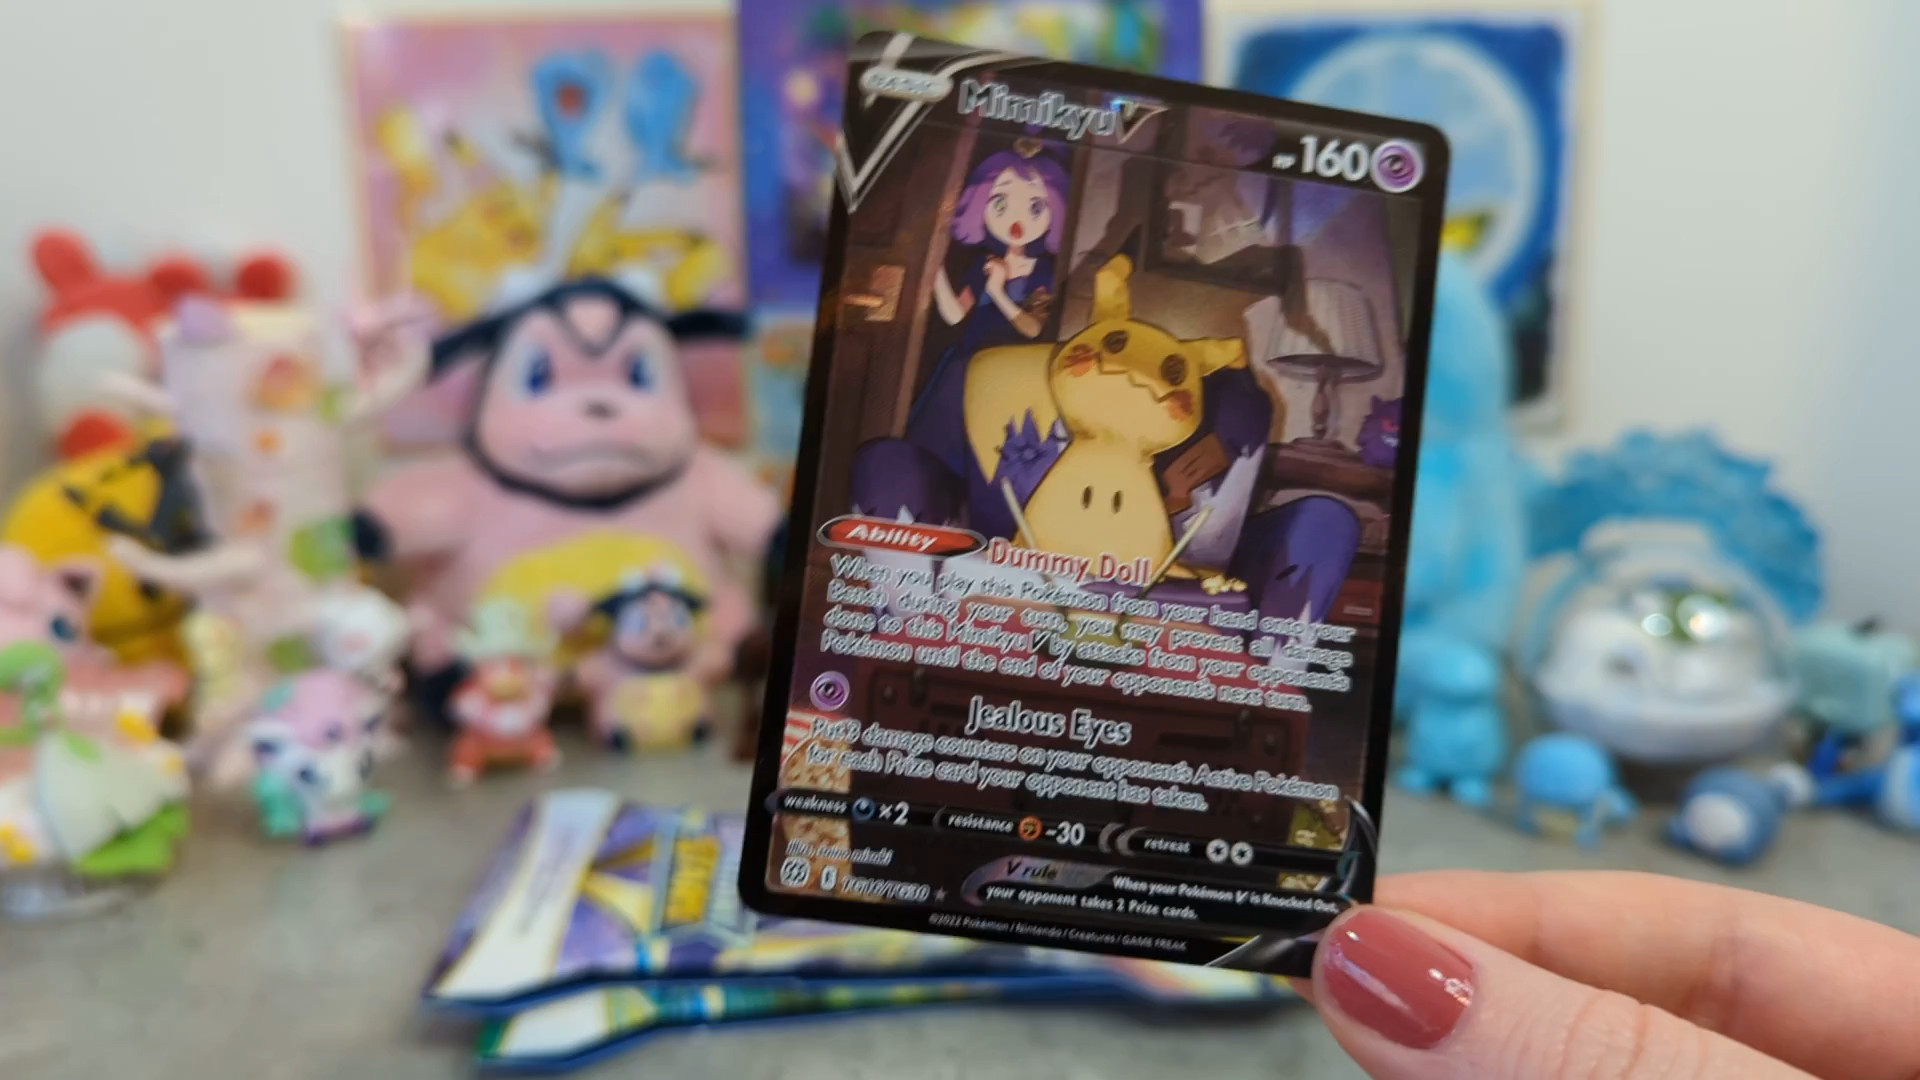 MimikyuV
HP 160
Ability
Dummy Doll
When you play this Pokémon from your hand onto your
Bench during your turn, you may prevent all damage
done to this Mimikyu V by attacks from your opponent's
Pokémon until the end of your opponent's next turn.
Jealous Eyes
Put 3 damage counters on your opponent's Active Pokémon
for each Prize card your opponent has taken.
weakness ×2 resistance -30 retreat
V rule When your Pokémon V is Knocked Out,
your opponent takes 2 Prize cards.
©2022 Pokémon / Nintendo / Creatures / GAME FREAK